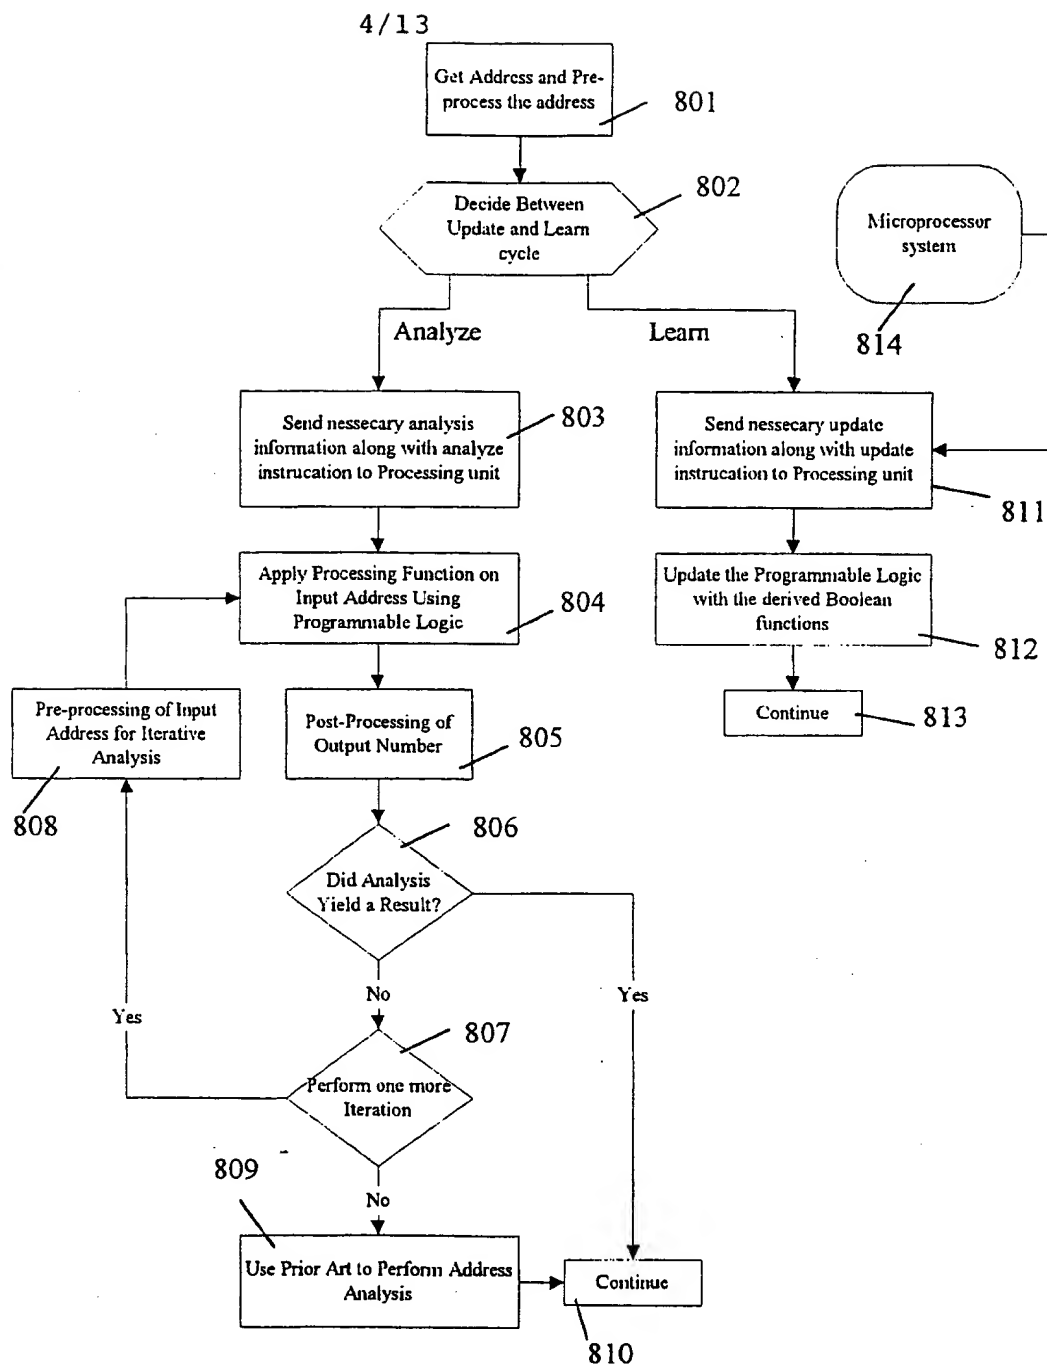 4/13
Get Address and Pre-
process the address
801
Decide Between
Update and Learn
cycle
802
Microprocessor
system
814
Analyze
Learn
Send nessecary analysis
information along with analyze
instrucation to Processing unit
803
Send nessecary update
information along with update
instrucation to Processing unit
811
Apply Processing Function on
Input Address Using
Programmable Logic
804
Update the Programmable Logic
with the derived Boolean
functions
812
Pre-processing of Input
Address for Iterative
Analysis
808
Post-Processing of
Output Number
805
Continue
813
806
Did Analysis
Yield a Result?
No
Yes
Yes
807
Perform one more
Iteration
809
No
Use Prior Art to Perform Address
Analysis
Continue
810